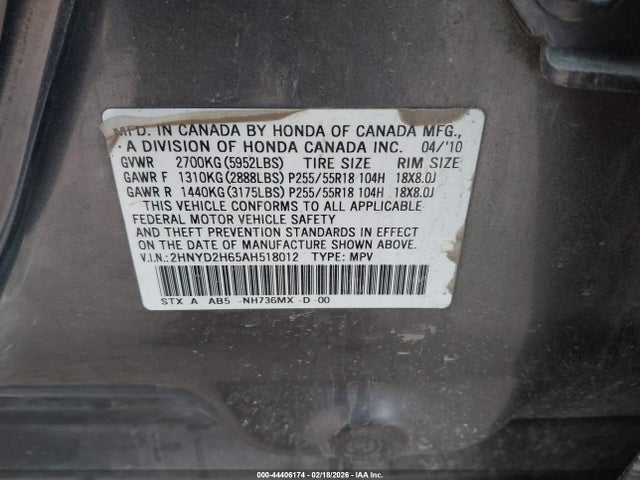 MFD. IN CANADA BY HONDA OF CANADA MFG.,
A DIVISION OF HONDA CANADA INC. 04/'10
GVWR 2700KG(5952LBS) TIRE SIZE RIM SIZE
GAWR F 1310KG(2888LBS) P255/55R18 104H 18X8.0J
GAWR R 1440KG(3175LBS) P255/55R18 104H 18X8.0J
THIS VEHICLE CONFORMS TO ALL APPLICABLE
FEDERAL MOTOR VEHICLE SAFETY
AND THEFT PREVENTION STANDARDS IN EFFECT
ON THE DATE OF MANUFACTURE SHOWN ABOVE.
V.I.N.: 2HNYD2H65AH518012 TYPE: MPV
STX A AB5 -NH736MX -D -00
000-44406174 - 02/18/2026 - IAA Inc.